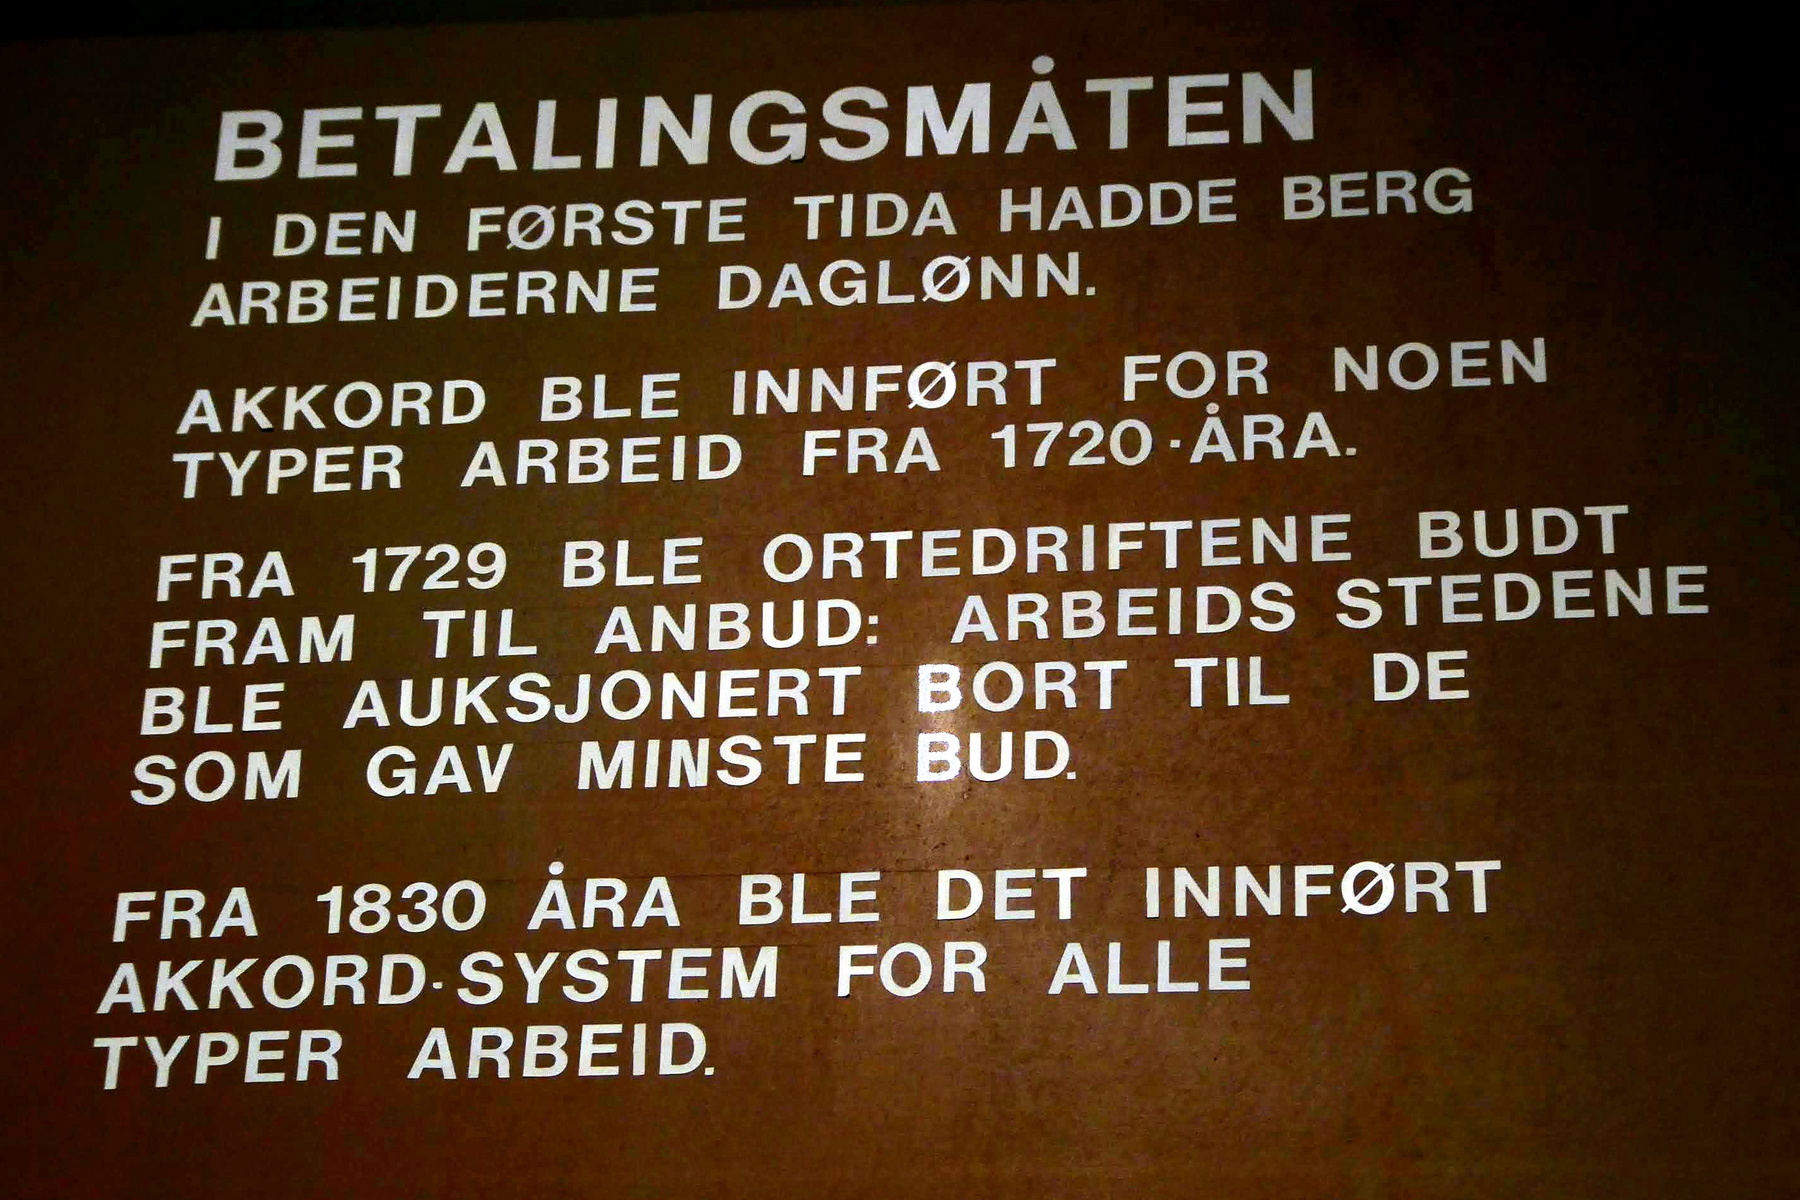 BETALINGSMÅTEN
I DEN FØRSTE TIDA HADDE BERG
ARBEIDERNE DAGLØNN.
AKKORD BLE INNFØRT FOR NOEN
TYPER ARBEID FRA 1720-ÅRA.
FRA 1729 BLE ORTEDRIFTENE BUDT
FRAM TIL ANBUD: ARBEIDS STEDENE
BLE AUKSJONERT BORT TIL DE
SOM GAV MINSTE BUD.
FRA 1830 ÅRA BLE DET INNFØRT
AKKORD-SYSTEM FOR ALLE
TYPER ARBEID.